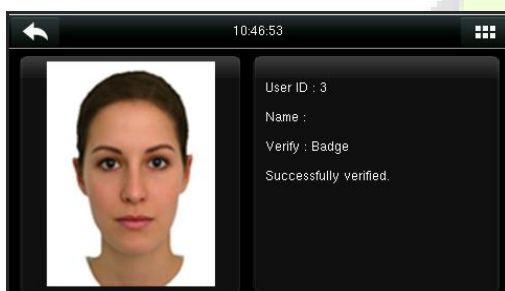 10:46:53
User ID : 3
Name :
Verify : Badge
Successfully verified.